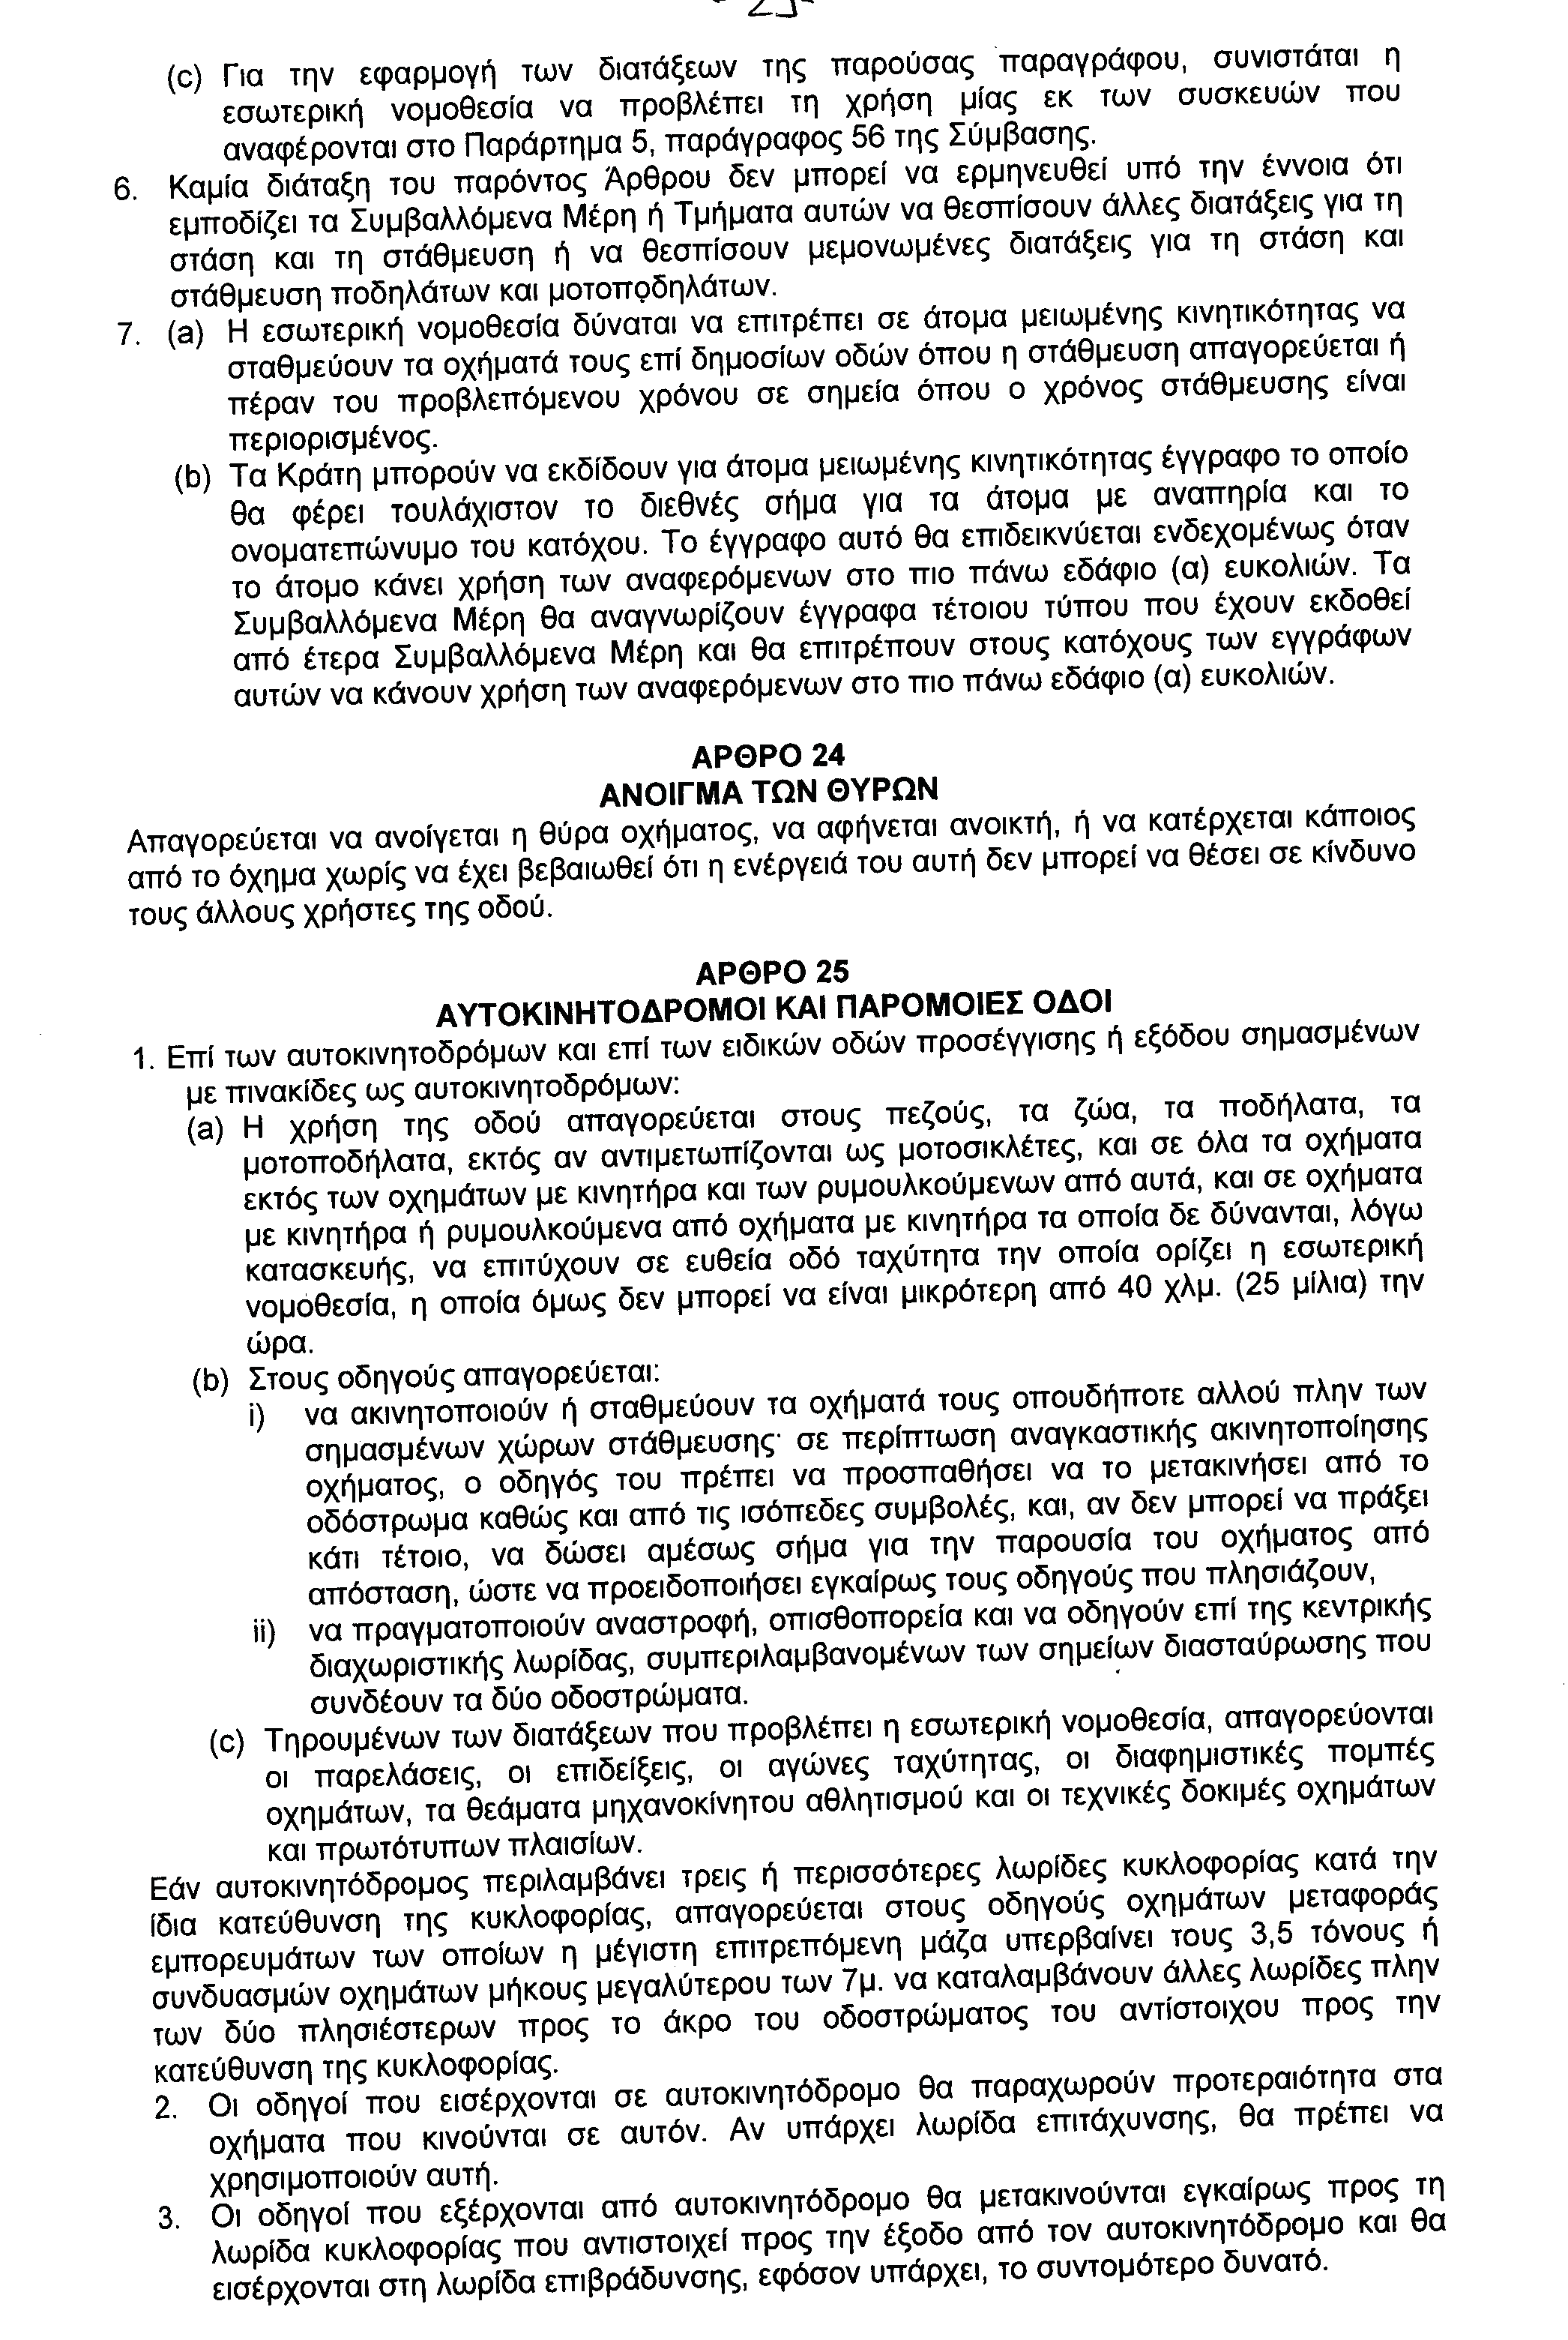 (c) Για την εφαρμογή των διατάξεων της παρούσας παραγράφου, συνιστάται η
εσωτερική νομοθεσία να προβλέπει τη χρήση μίας εκ των συσκευών που
αναφέρονται στο Παράρτημα 5, παράγραφος 56 της Σύμβασης.
6. Καμία διάταξη του παρόντος Άρθρου δεν μπορεί να ερμηνευθεί υπό την έννοια ότι
εμποδίζει τα Συμβαλλόμενα Μέρη ή Τμήματα αυτών να θεσπίσουν άλλες διατάξεις για τη
στάση και τη στάθμευση ή να θεσπίσουν μεμονωμένες διατάξεις για τη στάση και
στάθμευση ποδηλάτων και μοτοποδηλάτων.
7. (a) Η εσωτερική νομοθεσία δύναται να επιτρέπει σε άτομα μειωμένης κινητικότητας να
σταθμεύουν τα οχήματά τους επί δημοσίων οδών όπου η στάθμευση απαγορεύεται ή
πέραν του προβλεπόμενου χρόνου σε σημεία όπου ο χρόνος στάθμευσης είναι
περιορισμένος.
(b) Τα Κράτη μπορούν να εκδίδουν για άτομα μειωμένης κινητικότητας έγγραφο το οποίο
θα φέρει τουλάχιστον το διεθνές σήμα για τα άτομα με αναπηρία και το
ονοματεπώνυμο του κατόχου. Το έγγραφο αυτό θα επιδεικνύεται ενδεχομένως όταν
το άτομο κάνει χρήση των αναφερόμενων στο πιο πάνω εδάφιο (α) ευκολιών. Τα
Συμβαλλόμενα Μέρη θα αναγνωρίζουν έγγραφα τέτοιου τύπου που έχουν εκδοθεί
από έτερα Συμβαλλόμενα Μέρη και θα επιτρέπουν στους κατόχους των εγγράφων
αυτών να κάνουν χρήση των αναφερόμενων στο πιο πάνω εδάφιο (α) ευκολιών.
ΑΡΘΡΟ 24
ΑΝΟΙΓΜΑ ΤΩΝ ΘΥΡΩΝ
Απαγορεύεται να ανοίγεται η θύρα οχήματος, να αφήνεται ανοικτή, ή να κατέρχεται κάποιος
από το όχημα χωρίς να έχει βεβαιωθεί ότι η ενέργειά του αυτή δεν μπορεί να θέσει σε κίνδυνο
τους άλλους χρήστες της οδού.
ΑΡΘΡΟ 25
ΑΥΤΟΚΙΝΗΤΟΔΡΟΜΟΙ ΚΑΙ ΠΑΡΟΜΟΙΕΣ ΟΔΟΙ
1. Επί των αυτοκινητοδρόμων και επί των ειδικών οδών προσέγγισης ή εξόδου σημασμένων
με πινακίδες ως αυτοκινητοδρόμων:
(a) Η χρήση της οδού απαγορεύεται στους πεζούς, τα ζώα, τα ποδήλατα, τα
μοτοποδήλατα, εκτός αν αντιμετωπίζονται ως μοτοσικλέτες, και σε όλα τα οχήματα
εκτός των οχημάτων με κινητήρα και των ρυμουλκούμενων από αυτά, και σε οχήματα
με κινητήρα ή ρυμουλκούμενα από οχήματα με κινητήρα τα οποία δε δύνανται, λόγω
κατασκευής, να επιτύχουν σε ευθεία οδό ταχύτητα την οποία ορίζει η εσωτερική
νομοθεσία, η οποία όμως δεν μπορεί να είναι μικρότερη από 40 χλμ. (25 μίλια) την
ώρα.
(b) Στους οδηγούς απαγορεύεται:
i) να ακινητοποιούν ή σταθμεύουν τα οχήματά τους οπουδήποτε αλλού πλην των
σημασμένων χώρων στάθμευσης· σε περίπτωση αναγκαστικής ακινητοποίησης
οχήματος, ο οδηγός του πρέπει να προσπαθήσει να το μετακινήσει από το
οδόστρωμα καθώς και από τις ισόπεδες συμβολές, και, αν δεν μπορεί να πράξει
κάτι τέτοιο, να δώσει αμέσως σήμα για την παρουσία του οχήματος από
απόσταση, ώστε να προειδοποιήσει εγκαίρως τους οδηγούς που πλησιάζουν,
ii) να πραγματοποιούν αναστροφή, οπισθοπορεία και να οδηγούν επί της κεντρικής
διαχωριστικής λωρίδας, συμπεριλαμβανομένων των σημείων διασταύρωσης που
συνδέουν τα δύο οδοστρώματα.
(c) Τηρουμένων των διατάξεων που προβλέπει η εσωτερική νομοθεσία, απαγορεύονται
οι παρελάσεις, οι επιδείξεις, οι αγώνες ταχύτητας, οι διαφημιστικές πομπές
οχημάτων, τα θεάματα μηχανοκίνητου αθλητισμού και οι τεχνικές δοκιμές οχημάτων
και πρωτότυπων πλαισίων.
Εάν αυτοκινητόδρομος περιλαμβάνει τρεις ή περισσότερες λωρίδες κυκλοφορίας κατά την
ίδια κατεύθυνση της κυκλοφορίας, απαγορεύεται στους οδηγούς οχημάτων μεταφοράς
εμπορευμάτων των οποίων η μέγιστη επιτρεπόμενη μάζα υπερβαίνει τους 3,5 τόνους ή
συνδυασμών οχημάτων μήκους μεγαλύτερου των 7μ. να καταλαμβάνουν άλλες λωρίδες πλην
των δύο πλησιέστερων προς το άκρο του οδοστρώματος του αντίστοιχου προς την
κατεύθυνση της κυκλοφορίας.
2. Οι οδηγοί που εισέρχονται σε αυτοκινητόδρομο θα παραχωρούν προτεραιότητα στα
οχήματα που κινούνται σε αυτόν. Αν υπάρχει λωρίδα επιτάχυνσης, θα πρέπει να
χρησιμοποιούν αυτή.
3. Οι οδηγοί που εξέρχονται από αυτοκινητόδρομο θα μετακινούνται εγκαίρως προς τη
λωρίδα κυκλοφορίας που αντιστοιχεί προς την έξοδο από τον αυτοκινητόδρομο και θα
εισέρχονται στη λωρίδα επιβράδυνσης, εφόσον υπάρχει, το συντομότερο δυνατό.